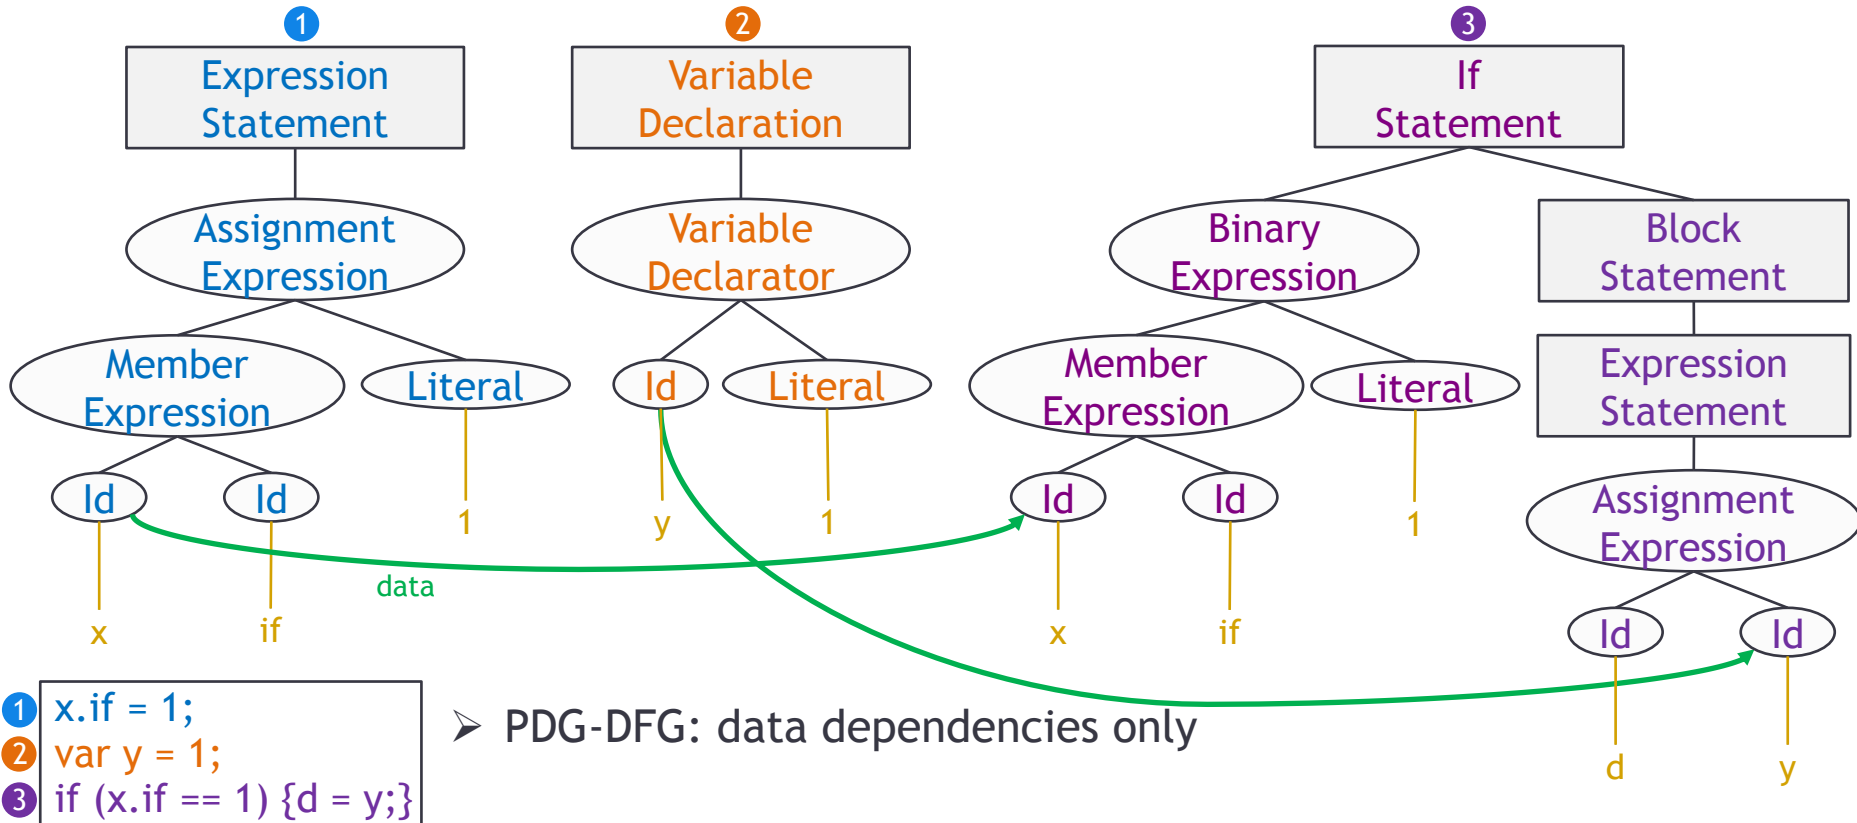 1 2 3
Expression
Statement
Variable
Declaration
If
Statement
Assignment
Expression
Variable
Declarator
Binary
Expression
Block
Statement
Member
Expression
Literal
Id
Literal
Member
Expression
Literal
Expression
Statement
Id
Id
1
y
1
Id
Id
1
Assignment
Expression
data
x
if
x
if
Id
Id
d
y
1 x.if = 1;
2 var y = 1;
3 if (x.if == 1) {d = y;}
➢ PDG-DFG: data dependencies only